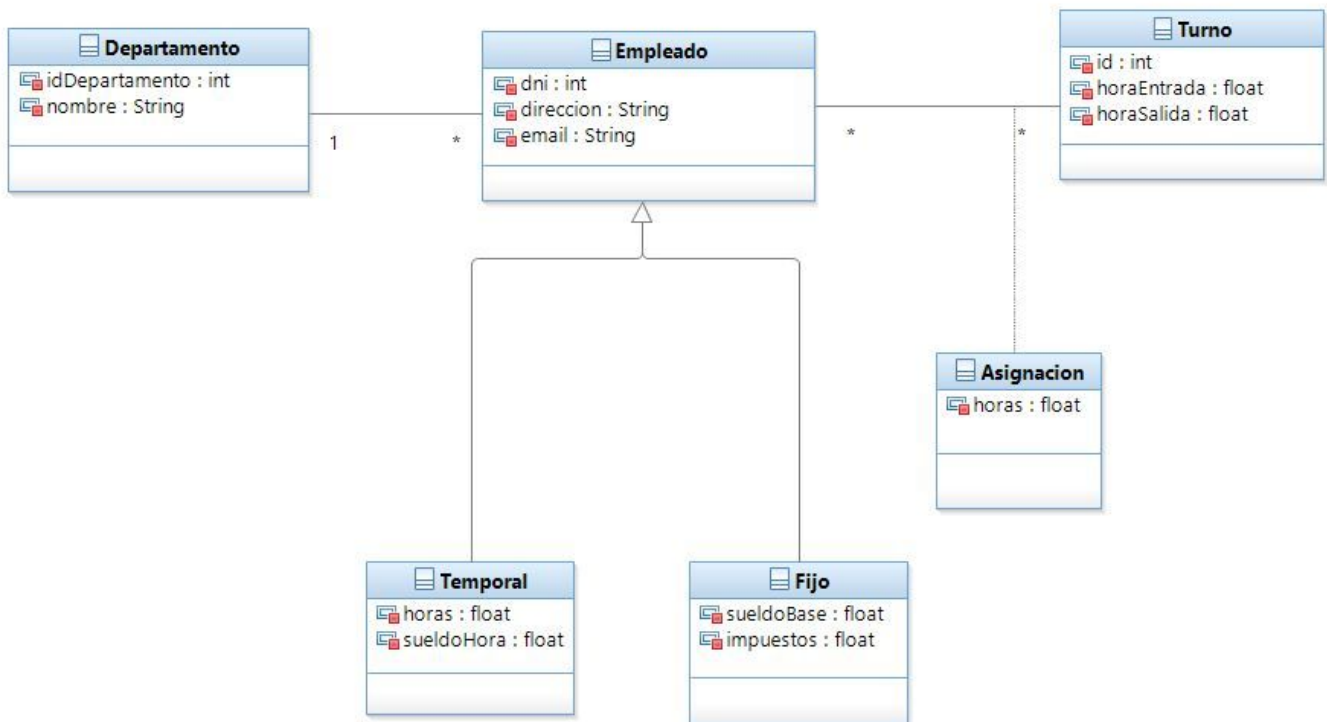 Departamento
idDepartamento : int
nombre : String
1
*
Empleado
dni : int
direccion : String
email : String
*
*
Turno
id : int
horaEntrada : float
horaSalida : float
Asignacion
horas : float
Temporal
horas : float
sueldoHora : float
Fijo
sueldoBase : float
impuestos : float